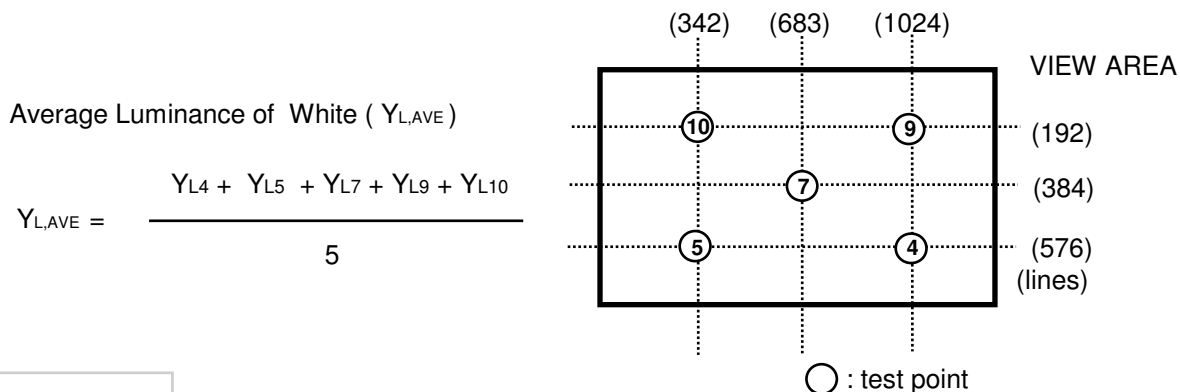 (342) (683) (1024)
VIEW AREA
Average Luminance of White ( YL,AVE )
10 9 (192)
YL4 + YL5 + YL7 + YL9 + YL10
7 (384)
YL,AVE =
5
5 4 (576)
(lines)
: test point